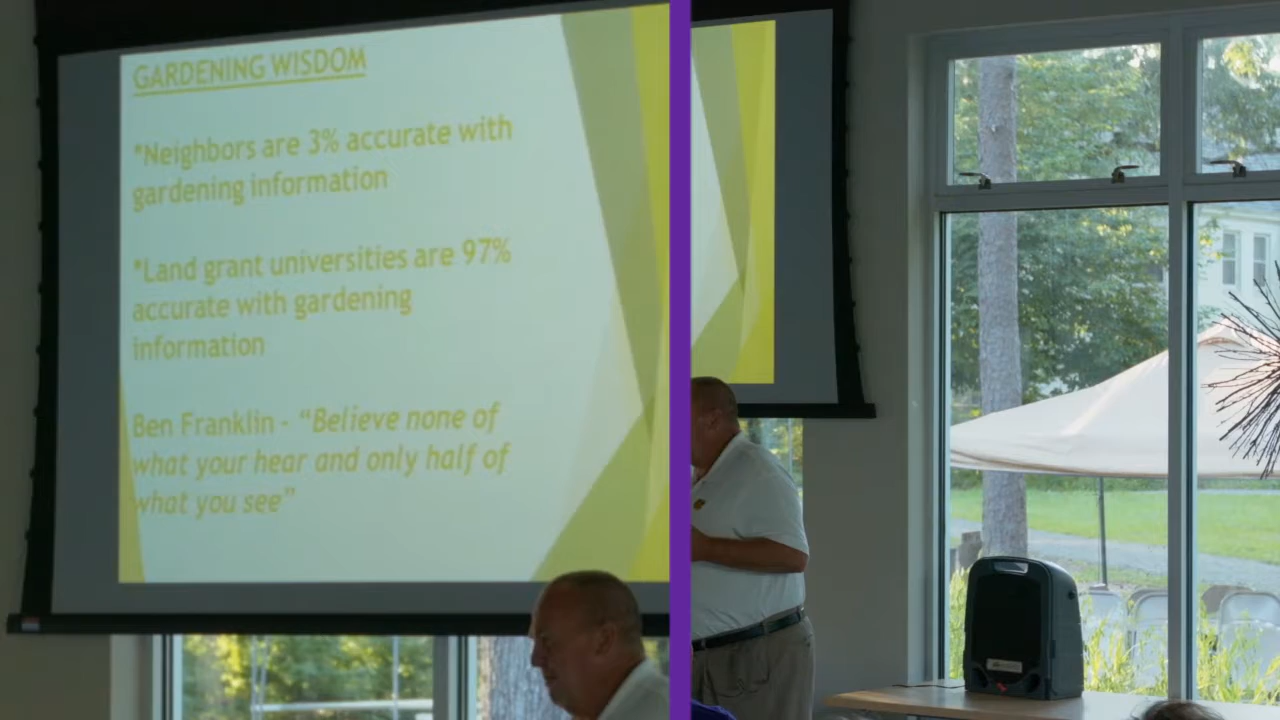 GARDENING WISDOM
*Neighbors are 3% accurate with
gardening information
*Land grant universities are 97%
accurate with gardening
information
Ben Franklin - “Believe none of
what your hear and only half of
what you see”